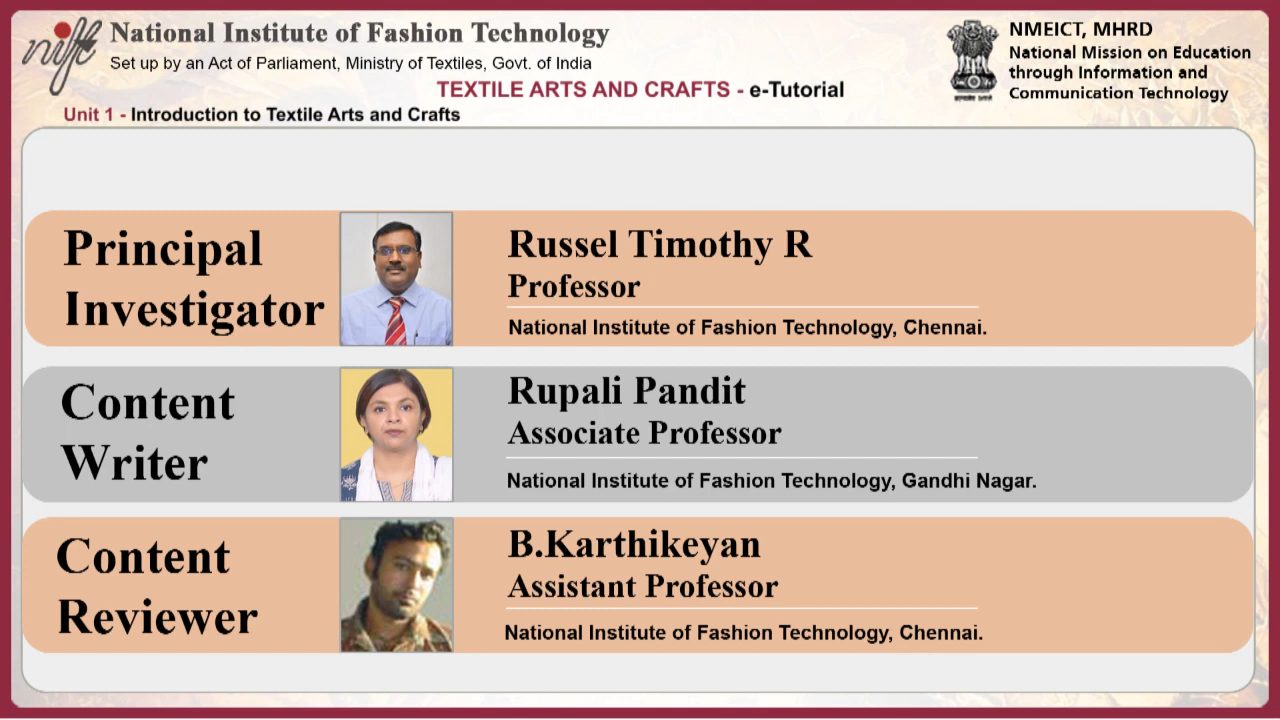 nift
National Institute of Fashion Technology
Set up by an Act of Parliament, Ministry of Textiles, Govt. of India
NMEICT, MHRD
National Mission on Education
through Information and
Communication Technology
TEXTILE ARTS AND CRAFTS - e-Tutorial
Unit 1 - Introduction to Textile Arts and Crafts
Principal
Investigator
Russel Timothy R
Professor
National Institute of Fashion Technology, Chennai.
Content
Writer
Rupali Pandit
Associate Professor
National Institute of Fashion Technology, Gandhi Nagar.
Content
Reviewer
B.Karthikeyan
Assistant Professor
National Institute of Fashion Technology, Chennai.